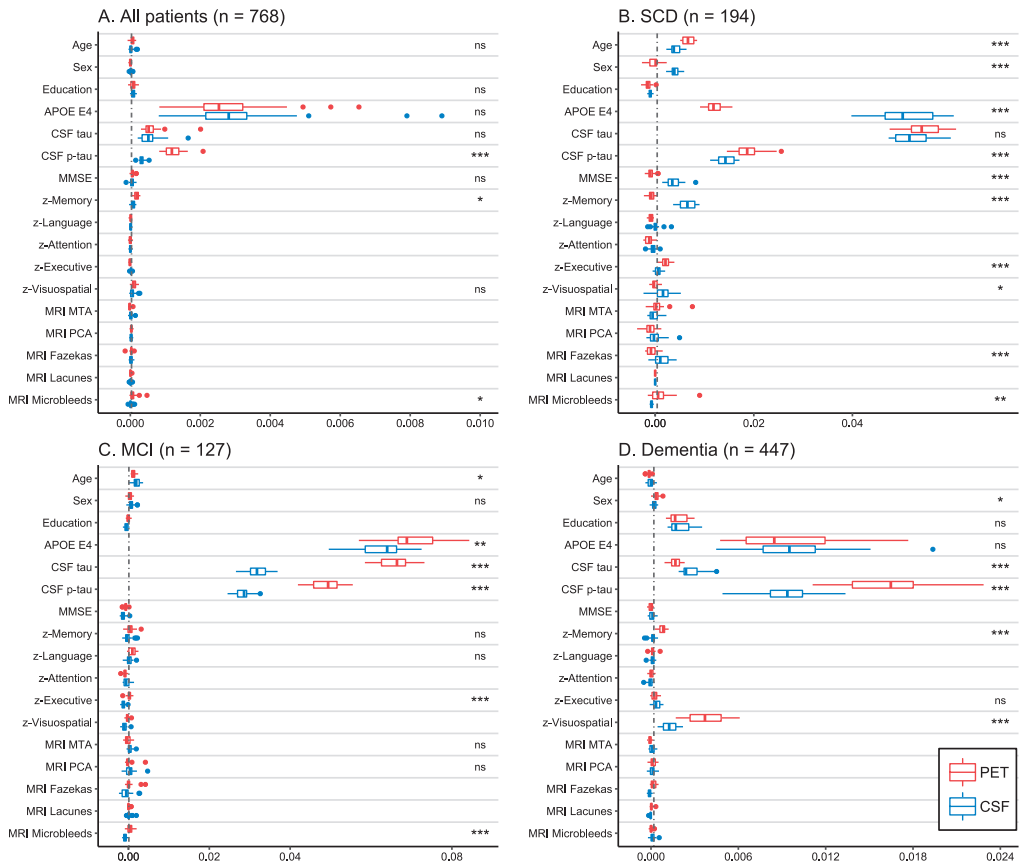 A. All patients (n = 768)
Age ns
Sex
Education ns
APOE E4 ns
CSF tau ns
CSF p-tau ***
MMSE ns
z-Memory *
z-Language
z-Attention
z-Executive
z-Visuospatial ns
MRI MTA
MRI PCA
MRI Fazekas
MRI Lacunes
MRI Microbleeds *
0.000 0.002 0.004 0.006 0.008 0.010
B. SCD (n = 194)
Age ***
Sex ***
Education
APOE E4 ***
CSF tau ns
CSF p-tau ***
MMSE ***
z-Memory ***
z-Language
z-Attention
z-Executive ***
z-Visuospatial *
MRI MTA
MRI PCA
MRI Fazekas ***
MRI Lacunes
MRI Microbleeds **
0.00 0.02 0.04
C. MCI (n = 127)
Age *
Sex ns
Education
APOE E4 **
CSF tau ***
CSF p-tau ***
MMSE
z-Memory ns
z-Language ns
z-Attention
z-Executive ***
z-Visuospatial
MRI MTA ns
MRI PCA ns
MRI Fazekas
MRI Lacunes
MRI Microbleeds ***
0.00 0.04 0.08
D. Dementia (n = 447)
Age
Sex *
Education ns
APOE E4 ns
CSF tau ***
CSF p-tau ***
MMSE
z-Memory ***
z-Language
z-Attention
z-Executive ns
z-Visuospatial ***
MRI MTA
MRI PCA
MRI Fazekas
MRI Lacunes
MRI Microbleeds
0.000 0.006 0.012 0.018 0.024
PET
CSF